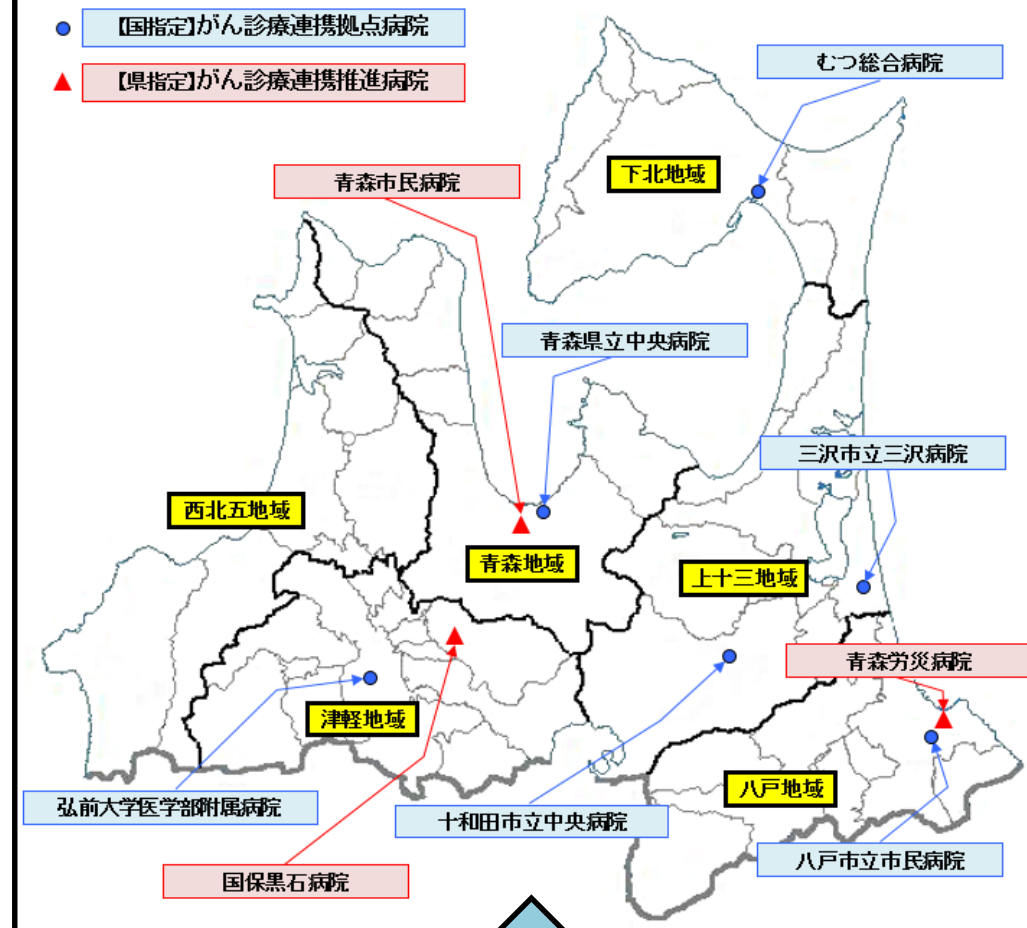 【国指定】がん診療連携拠点病院
【県指定】がん診療連携推進病院
むつ総合病院
下北地域
青森市民病院
青森県立中央病院
三沢市立三沢病院
西北五地域
青森地域
上十三地域
青森労災病院
津軽地域
八戸地域
弘前大学医学部附属病院
十和田市立中央病院
八戸市立市民病院
国保黒石病院